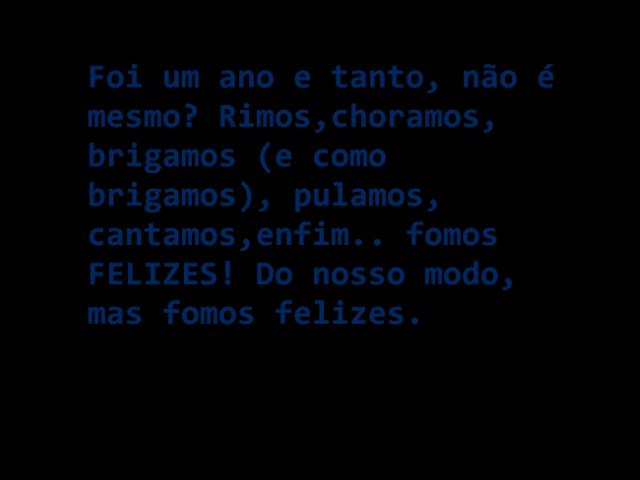 Foi um ano e tanto, não é
mesmo? Rimos,choramos,
brigamos (e como
brigamos), pulamos,
cantamos,enfim.. fomos
FELIZES! Do nosso modo,
mas fomos felizes.